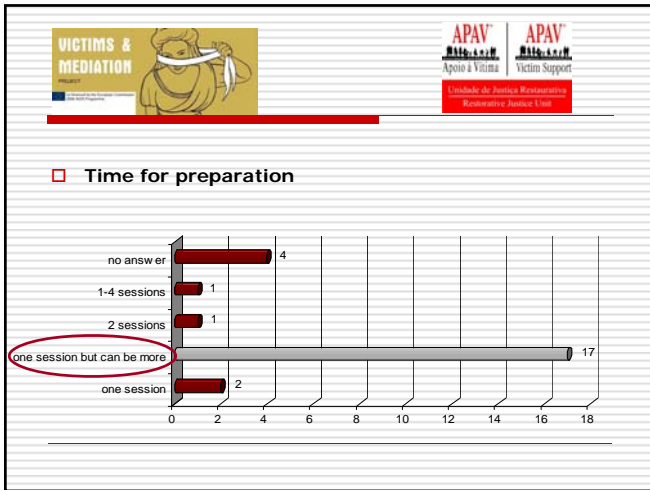 VICTIMS &
MEDIATION
PROJECT
APAV® APAV®
Apoio à Vítima Victim Support
Unidade de Justiça Restaurativa
Restorative Justice Unit
Time for preparation
no answer 4
1-4 sessions 1
2 sessions 1
one session but can be more 17
one session 2
0 2 4 6 8 10 12 14 16 18